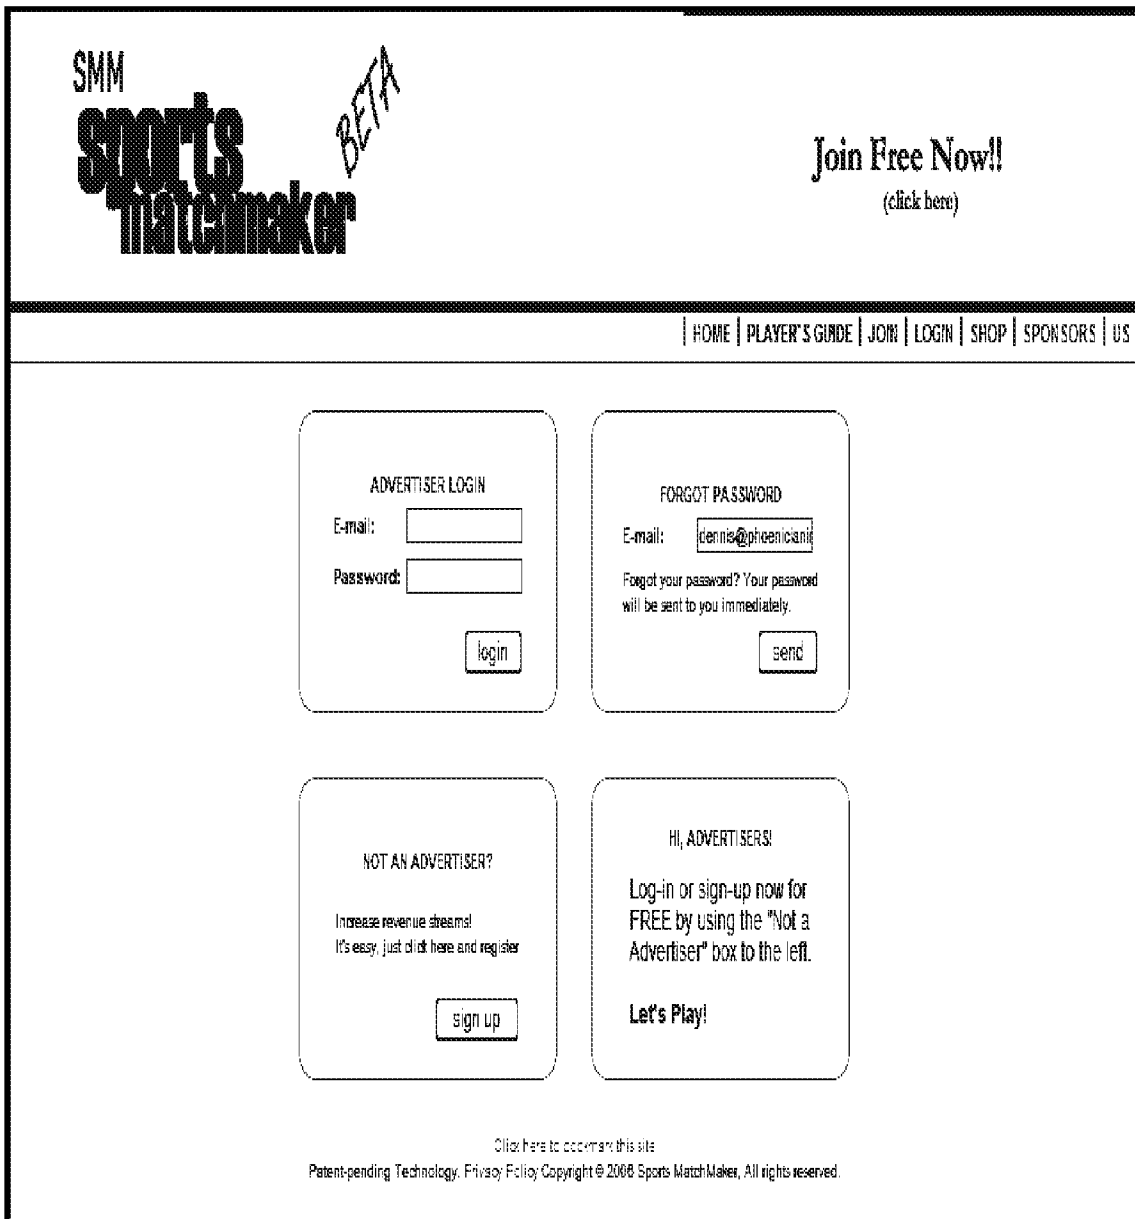 SMM
sports
matchmaker
BETA
Join Free Now!!
(click here)
| HOME | PLAYER'S GUIDE | JOIN | LOGIN | SHOP | SPONSORS | US
ADVERTISER LOGIN
E-mail:
Password:
login
FORGOT PASSWORD
E-mail: dennis@phoenicianir
Forgot your password? Your password
will be sent to you immediately.
send
NOT AN ADVERTISER?
Increase revenue streams!
It's easy, just click here and register
sign up
HI, ADVERTISERS!
Log-in or sign-up now for
FREE by using the "Not a
Advertiser" box to the left.
Let's Play!
Click here to bookmark this site
Patent-pending Technology. Privacy Policy Copyright © 2006 Sports MatchMaker, All rights reserved.